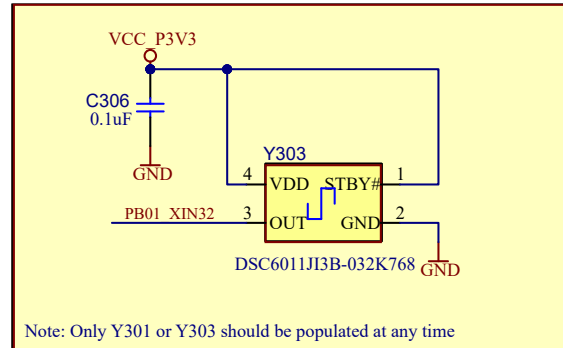 VCC_P3V3
C306
0.1uF
GND
Y303
4 VDD STBY# 1
PB01_XIN32 3 OUT GND 2
DSC6011JI3B-032K768
GND
Note: Only Y301 or Y303 should be populated at any time